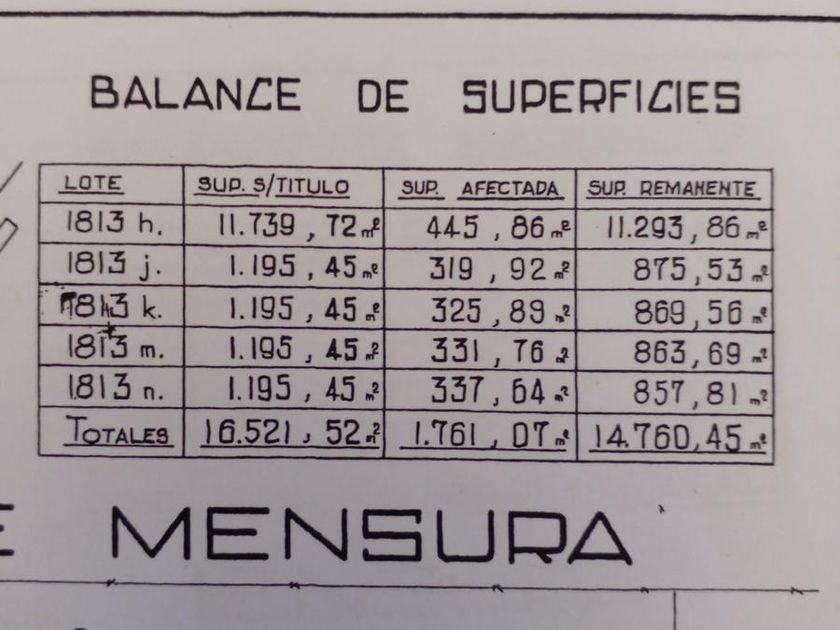 BALANCE DE SUPERFICIES
LOTE SUP. S/TITULO SUP. AFECTADA SUP. REMANENTE
1813 h. 11.739,72 m² 445,86 m² 11.293,86 m²
1813 j. 1.195,45 m² 319,92 m² 875,53 m²
1813 k. 1.195,45 m² 325,89 m² 869,56 m²
1813 m. 1.195,45 m² 331,76 m² 863,69 m²
1813 n. 1.195,45 m² 337,64 m² 857,81 m²
TOTALES 16.521,52 m² 1.761,07 m² 14.760,45 m²
E MENSURA